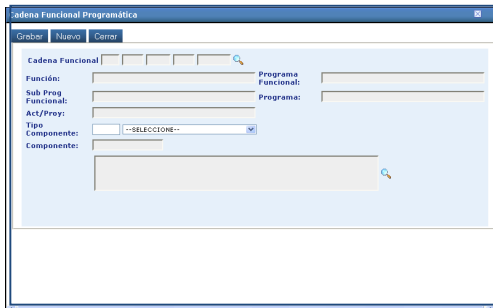 Cadena Funcional Programática
Grabar Nuevo Cerrar
Cadena Funcional
Función:
Programa Funcional:
Sub Prog Funcional:
Programa:
Act/Proy:
Tipo Componente: --SELECCIONE--
Componente: